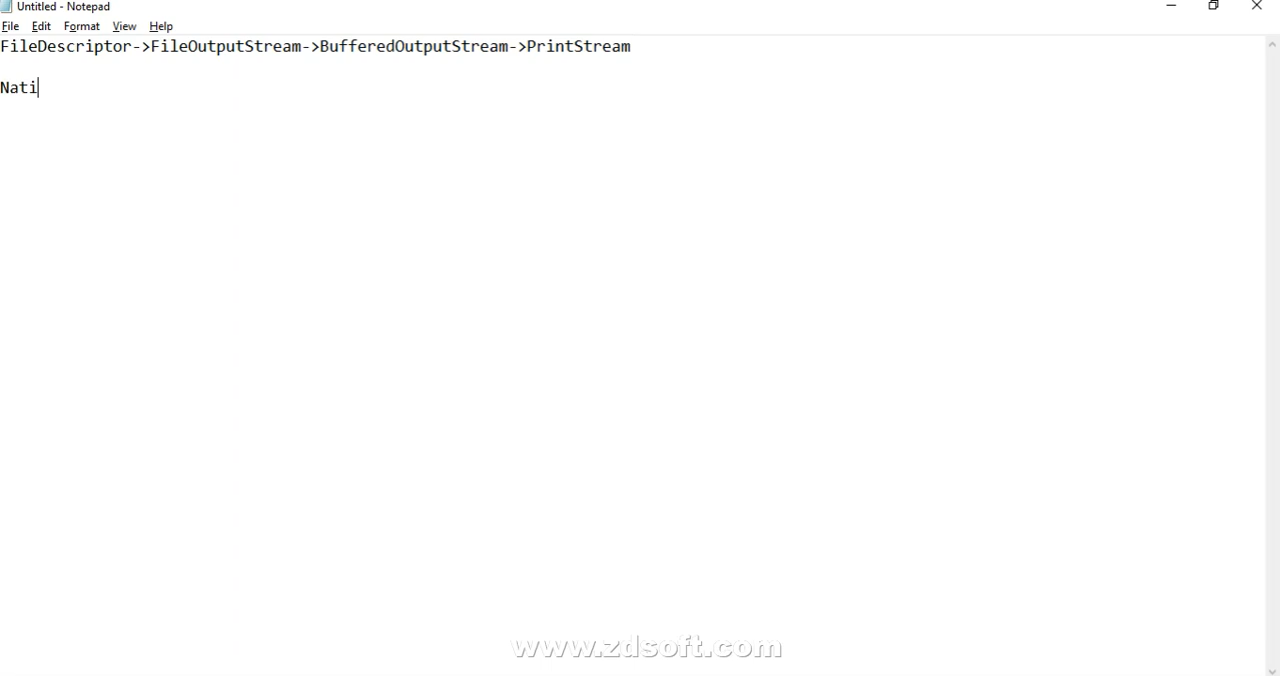 Untitled - Notepad
File Edit Format View Help
FileDescriptor->FileOutputStream->BufferedOutputStream->PrintStream
Nati
www.zdsoft.com